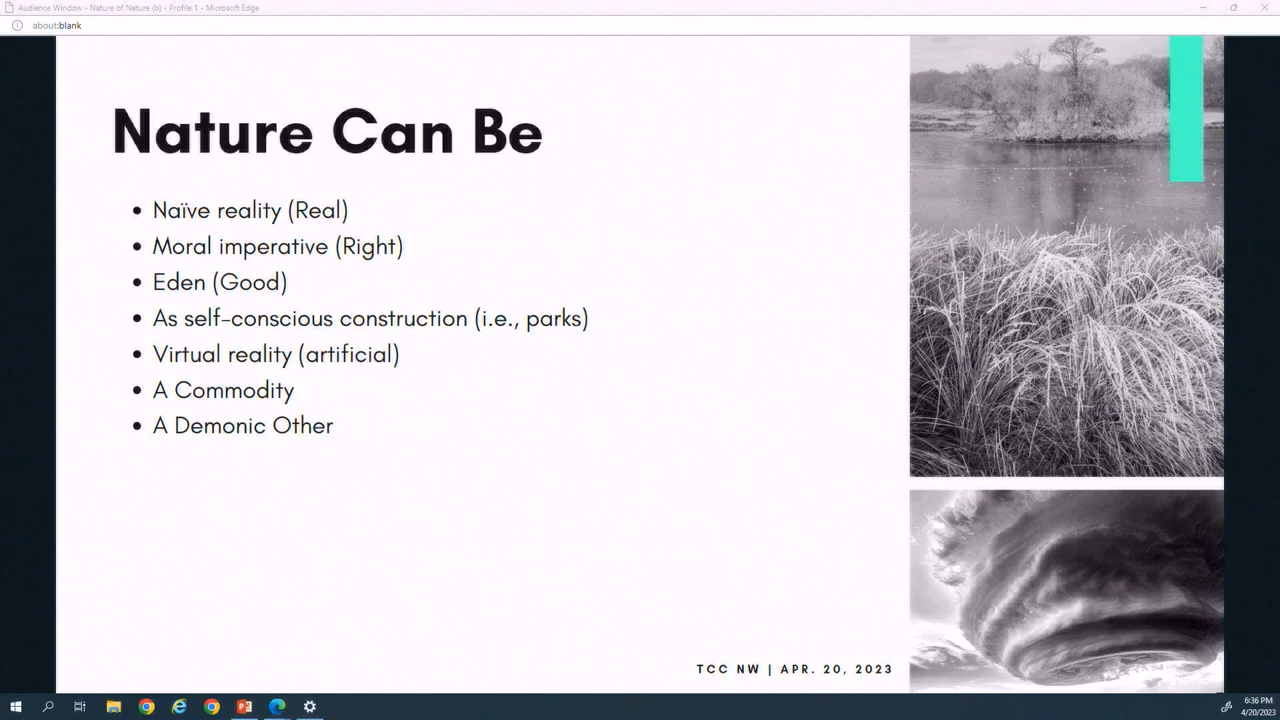 Audience Window - Nature of Nature (b) - Profile 1 - Microsoft Edge
about:blank
Nature Can Be
• Naïve reality (Real)
• Moral imperative (Right)
• Eden (Good)
• As self-conscious construction (i.e., parks)
• Virtual reality (artificial)
• A Commodity
• A Demonic Other
TCC NW | APR. 20, 2023
6:36 PM
4/20/2023